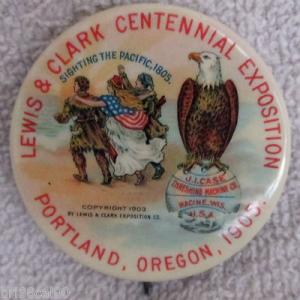 LEWIS & CLARK CENTENNIAL EXPOSITION
SIGHTING THE PACIFIC, 1805.
J.I. CASE
THRESHING MACHINE CO.
RACINE, WIS.
U.S.A.
COPYRIGHT 1903
BY LEWIS & CLARK EXPOSITION CO.
PORTLAND, OREGON, 1905.